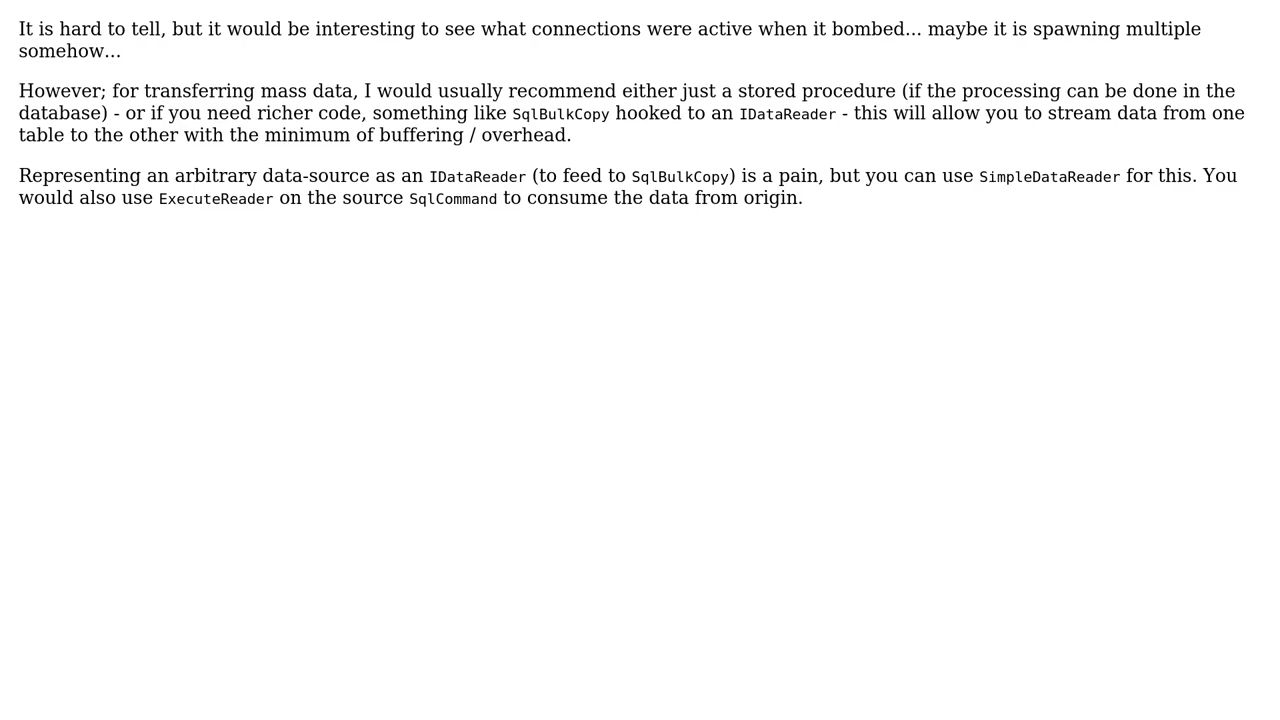 It is hard to tell, but it would be interesting to see what connections were active when it bombed... maybe it is spawning multiple
somehow...
However; for transferring mass data, I would usually recommend either just a stored procedure (if the processing can be done in the
database) - or if you need richer code, something like SqlBulkCopy hooked to an IDataReader - this will allow you to stream data from one
table to the other with the minimum of buffering / overhead.
Representing an arbitrary data-source as an IDataReader (to feed to SqlBulkCopy) is a pain, but you can use SimpleDataReader for this. You
would also use ExecuteReader on the source SqlCommand to consume the data from origin.